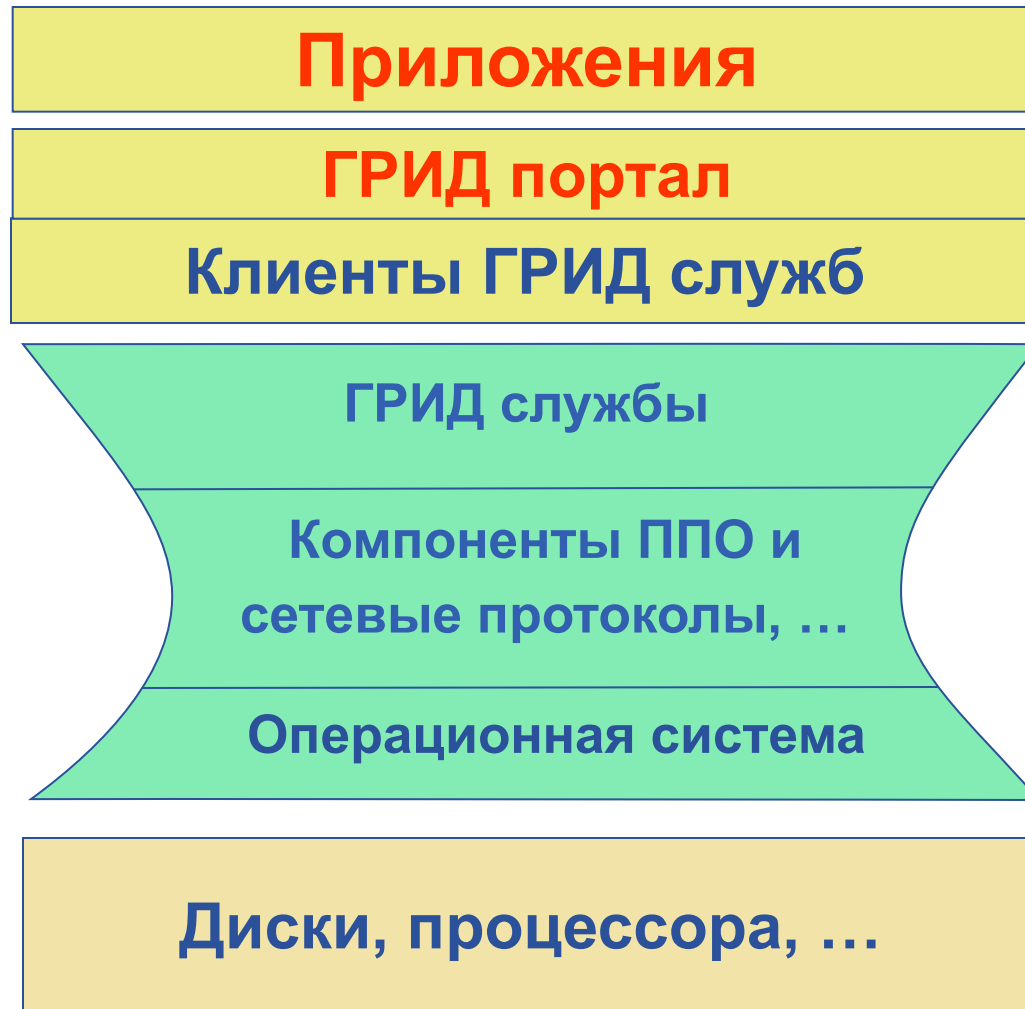 Приложения
ГРИД портал
Клиенты ГРИД служб
ГРИД службы
Компоненты ППО и
сетевые протоколы, …
Операционная система
Диски, процессора, …